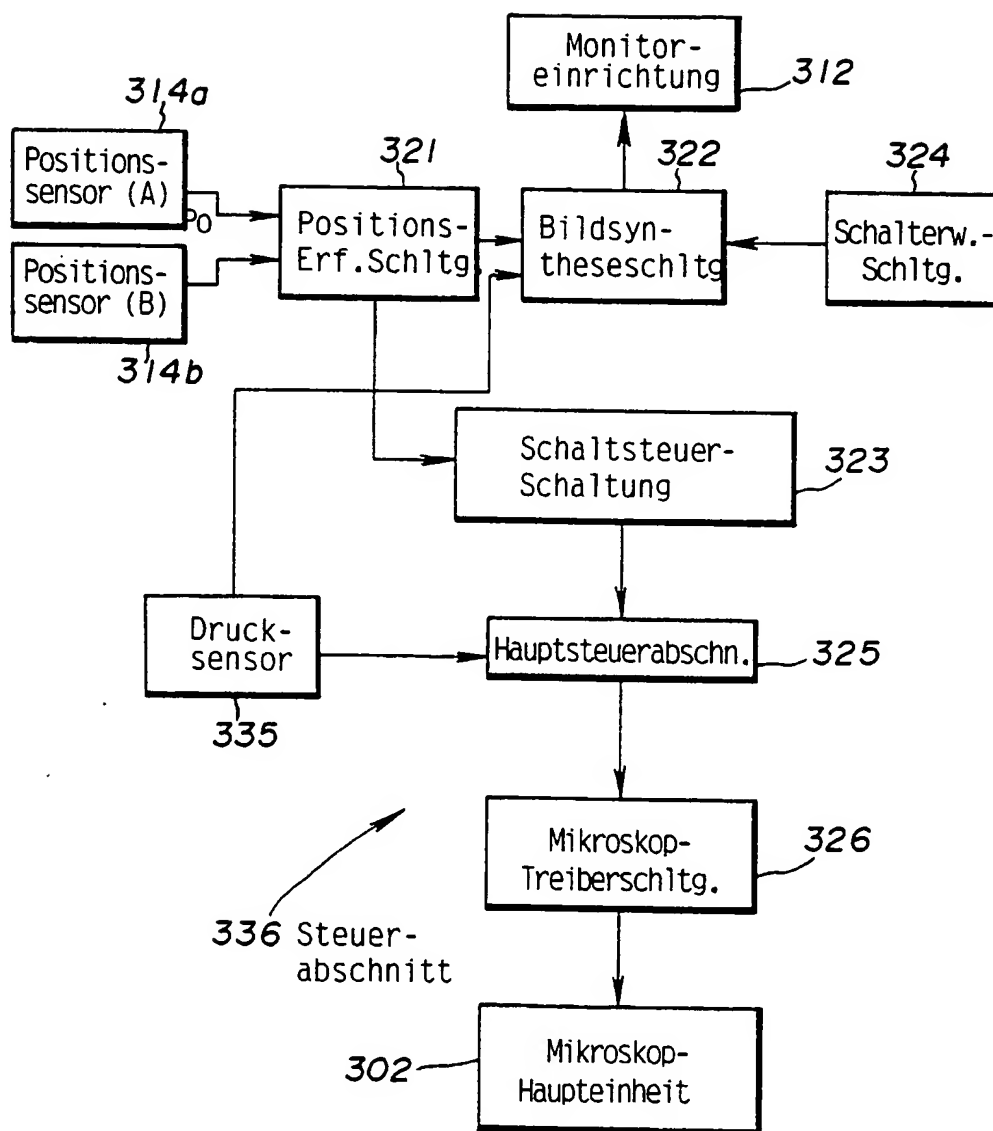 Monitor-
einrichtung
312
314a
Positions-
sensor (A)
P0
321
Positions-
Erf.Schltg.
322
Bildsyn-
theseschltg
324
Schalterw.-
Schltg.
Positions-
sensor (B)
314b
Schaltsteuer-
Schaltung
323
Druck-
sensor
335
Hauptsteuerabschn.
325
Mikroskop-
Treiberschltg.
326
336 Steuer-
abschnitt
302
Mikroskop-
Haupteinheit